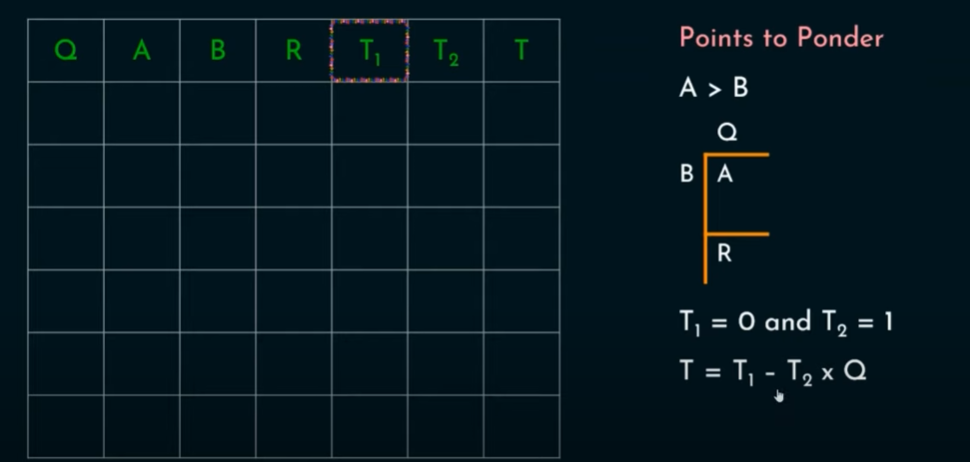 Q A B R T₁ T₂ T
Points to Ponder
A > B
Q
B A
R
T₁ = 0 and T₂ = 1
T = T₁ - T₂ x Q